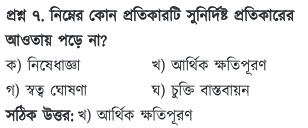 প্রশ্ন ৭. নিম্নের কোন প্রতিকারটি সুনির্দিষ্ট প্রতিকারের
আওতায় পড়ে না?
ক) নিষেধাজ্ঞা খ) আর্থিক ক্ষতিপূরণ
গ) স্বত্ব ঘোষণা ঘ) চুক্তি বাস্তবায়ন
সঠিক উত্তর: খ) আর্থিক ক্ষতিপূরণ